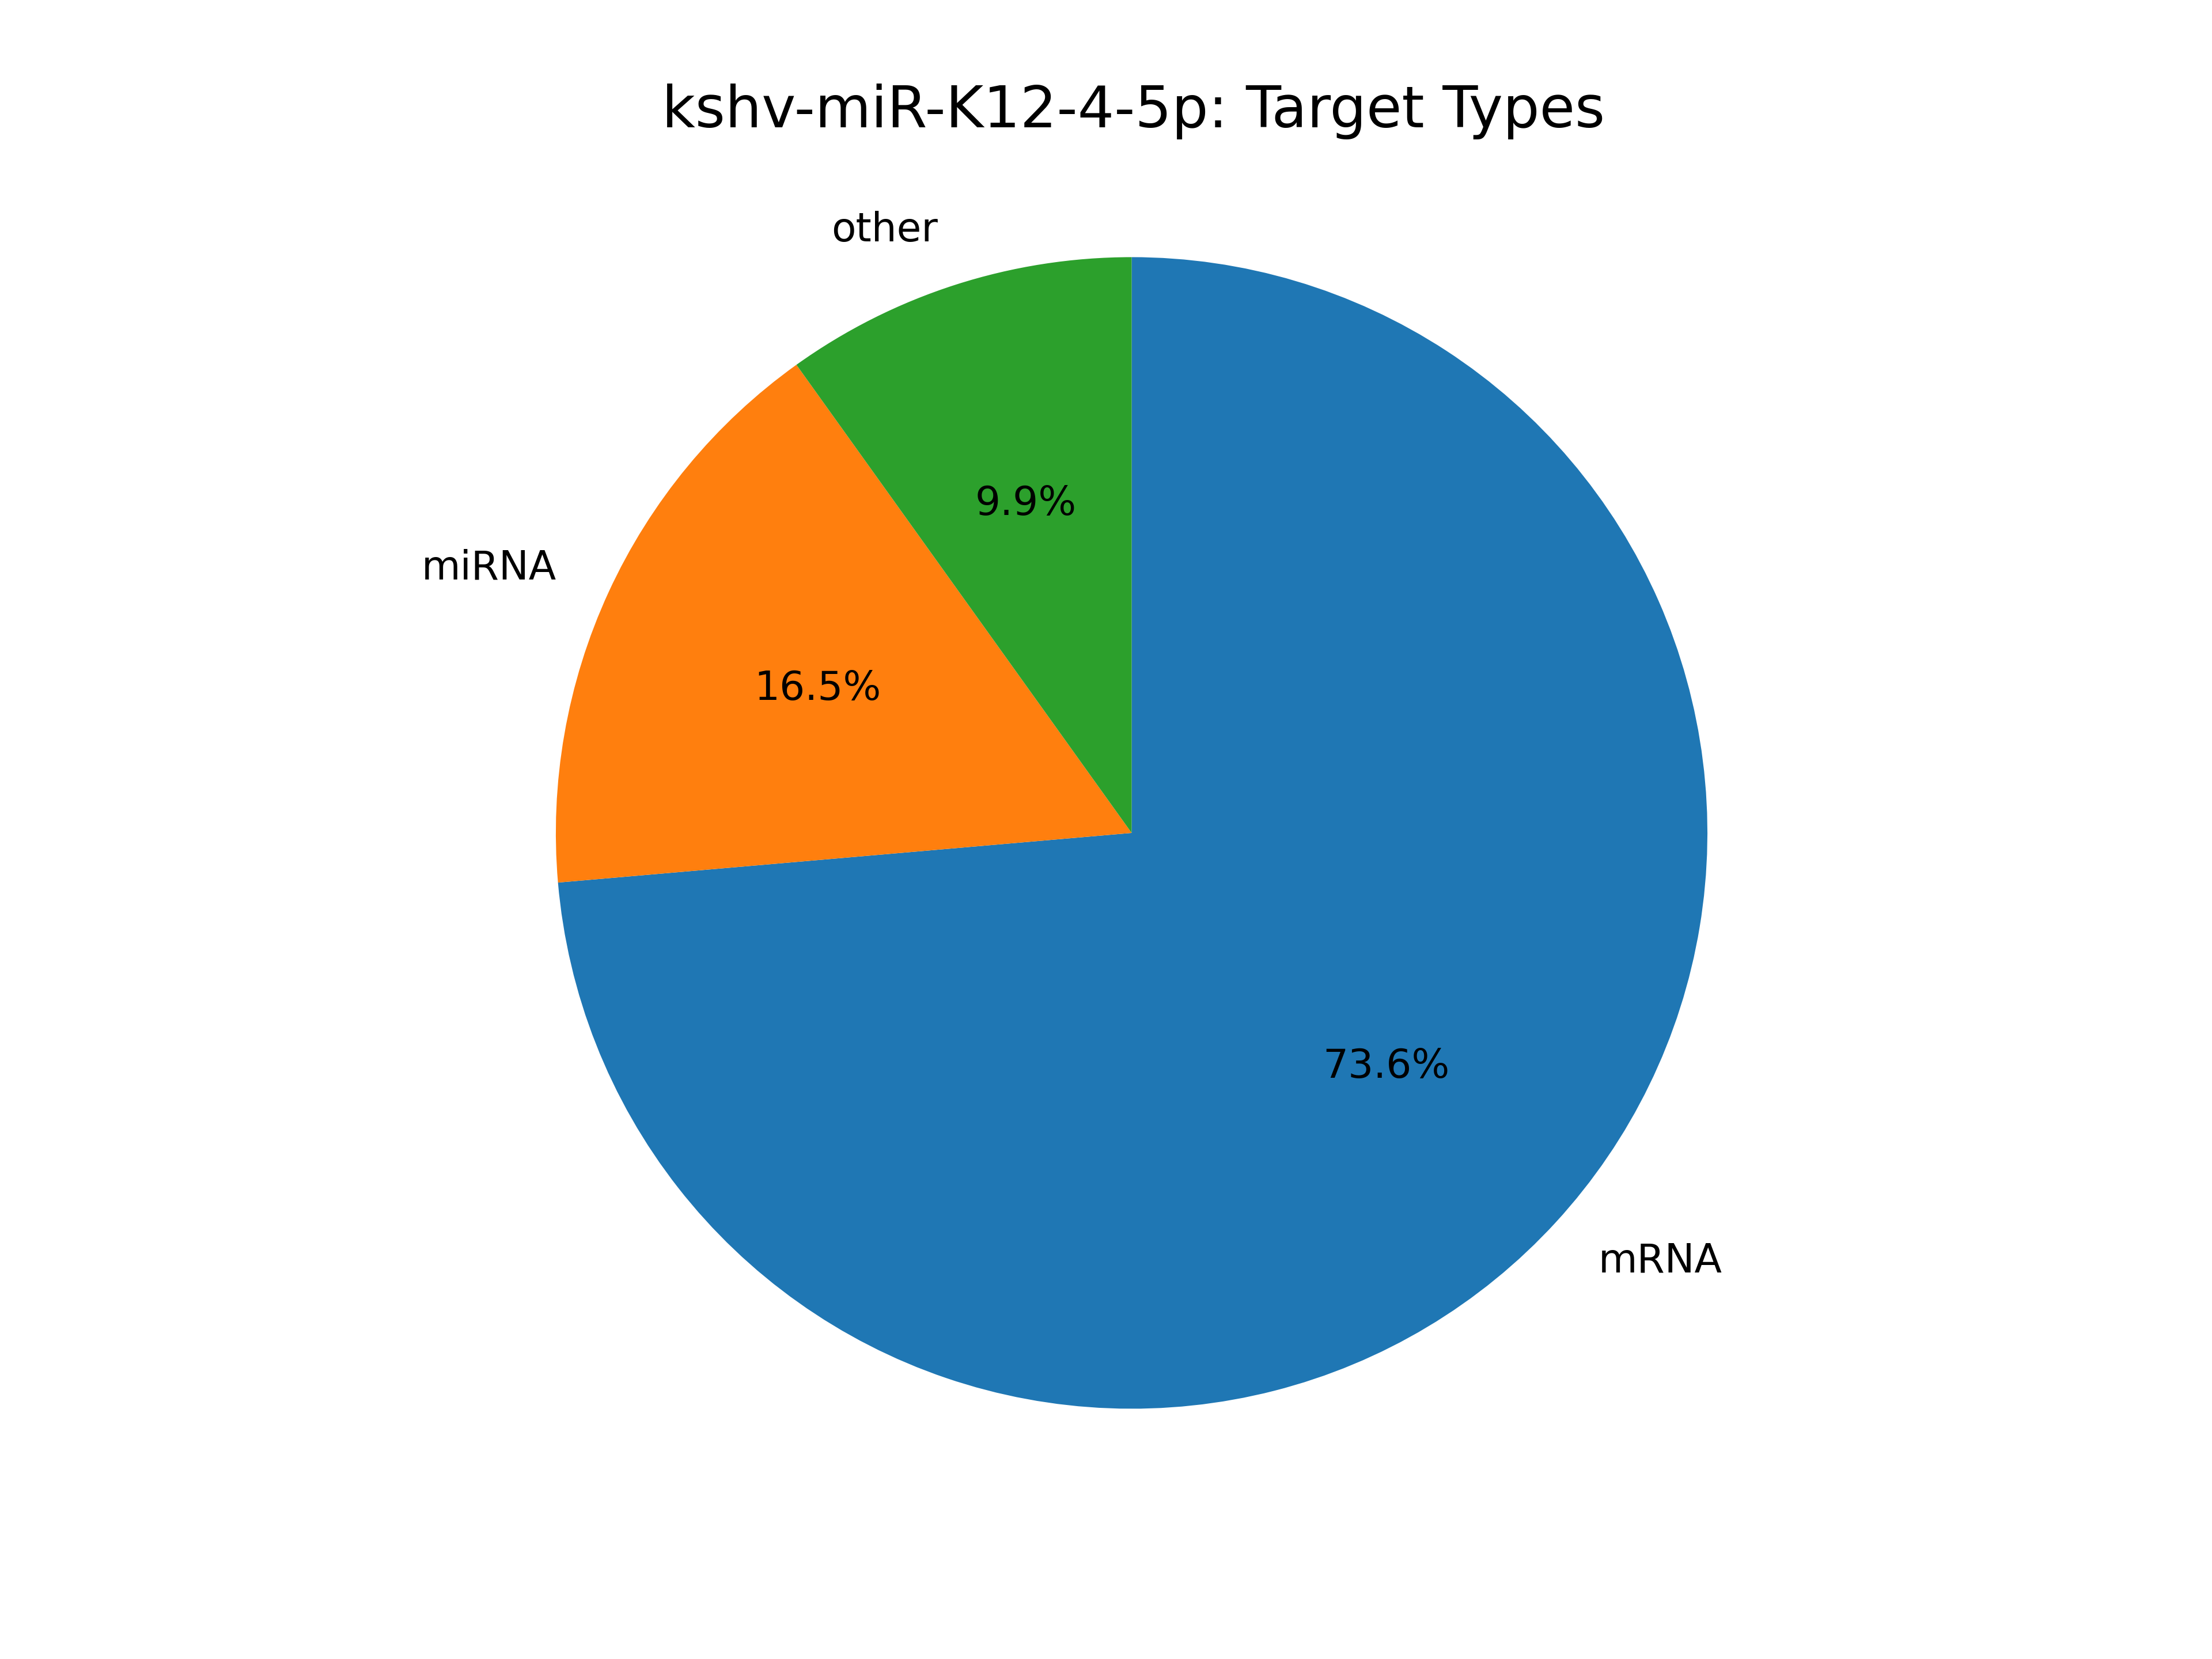 kshv-miR-K12-4-5p: Target Types
other
9.9%
miRNA
16.5%
73.6%
mRNA